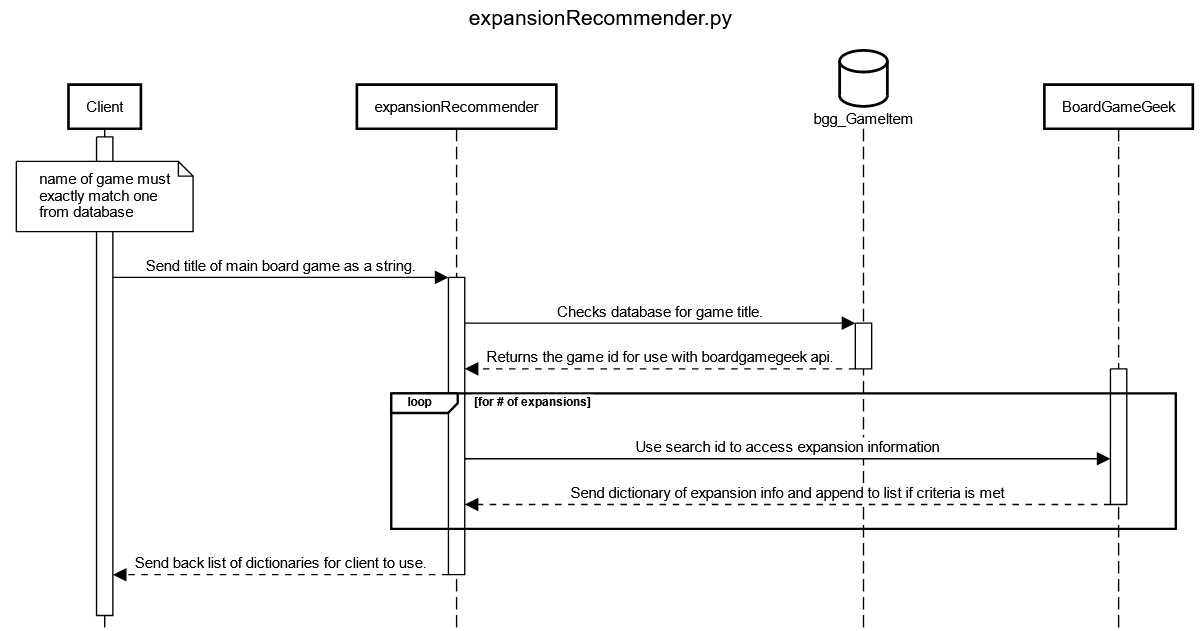 expansionRecommender.py
Client
expansionRecommender
bgg_GameItem
BoardGameGeek
name of game must
exactly match one
from database
Send title of main board game as a string.
Checks database for game title.
Returns the game id for use with boardgamegeek api.
loop
[for # of expansions]
Use search id to access expansion information
Send dictionary of expansion info and append to list if criteria is met
Send back list of dictionaries for client to use.